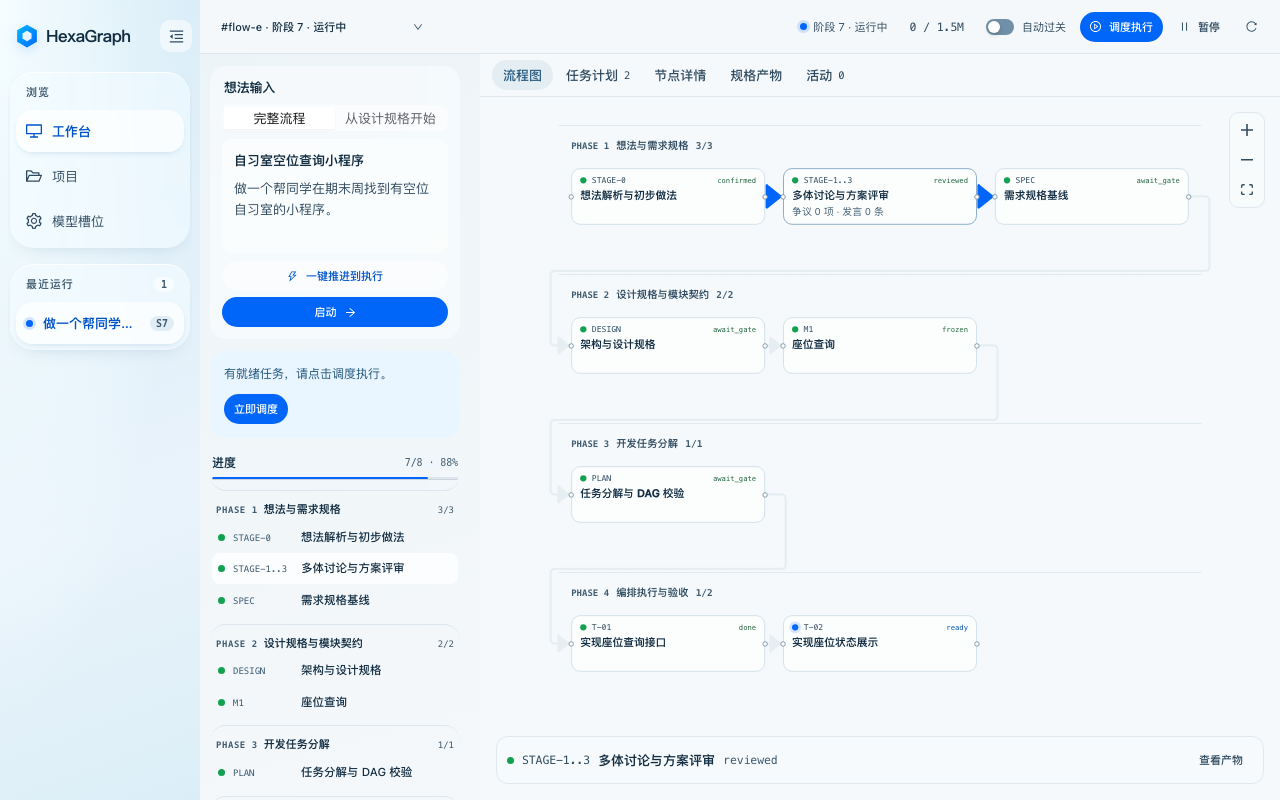 HexaGraph
浏览
工作台
项目
模型槽位
最近运行 1
做一个帮同学... S7
#flow-e · 阶段 7 · 运行中
阶段 7 · 运行中
0 / 1.5M
自动过关
调度执行
暂停
想法输入
完整流程 从设计规格开始
自习室空位查询小程序
做一个帮同学在期末周找到有空位
自习室的小程序。
一键推进到执行
启动
有就绪任务，请点击调度执行。
立即调度
进度 7/8 · 88%
PHASE 1 想法与需求规格 3/3
STAGE-0 想法解析与初步做法
STAGE-1..3 多体讨论与方案评审
SPEC 需求规格基线
PHASE 2 设计规格与模块契约 2/2
DESIGN 架构与设计规格
M1 座位查询
PHASE 3 开发任务分解 1/1
PLAN 任务分解与 DAG 校验
流程图 任务计划 2 节点详情 规格产物 活动 0
PHASE 1 想法与需求规格 3/3
STAGE-0 confirmed
想法解析与初步做法
STAGE-1..3 reviewed
多体讨论与方案评审
争议 0 项 · 发言 0 条
SPEC await_gate
需求规格基线
PHASE 2 设计规格与模块契约 2/2
DESIGN await_gate
架构与设计规格
M1 frozen
座位查询
PHASE 3 开发任务分解 1/1
PLAN await_gate
任务分解与 DAG 校验
PHASE 4 编排执行与验收 1/2
T-01 done
实现座位查询接口
T-02 ready
实现座位状态展示
STAGE-1..3 多体讨论与方案评审 reviewed
查看产物